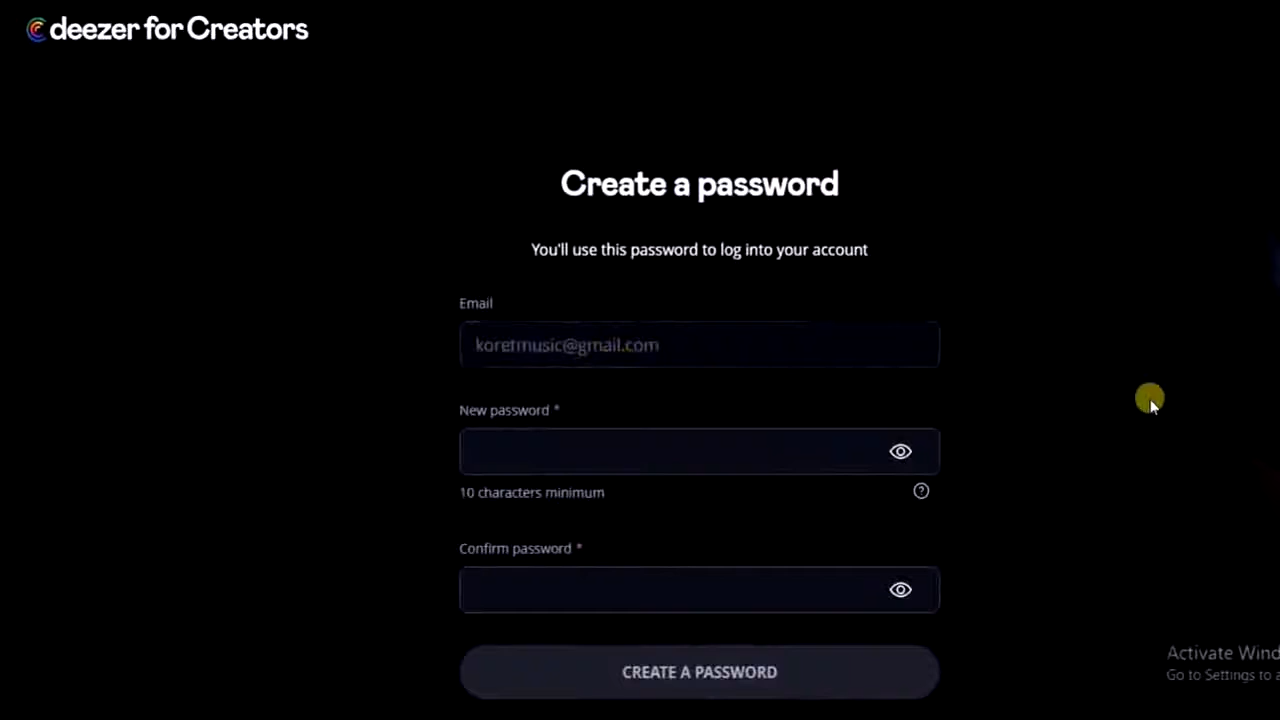 deezer for Creators
Create a password
You'll use this password to log into your account
Email
koretmusic@gmail.com
New password *
10 characters minimum
Confirm password *
CREATE A PASSWORD
Activate Wind
Go to Settings to a